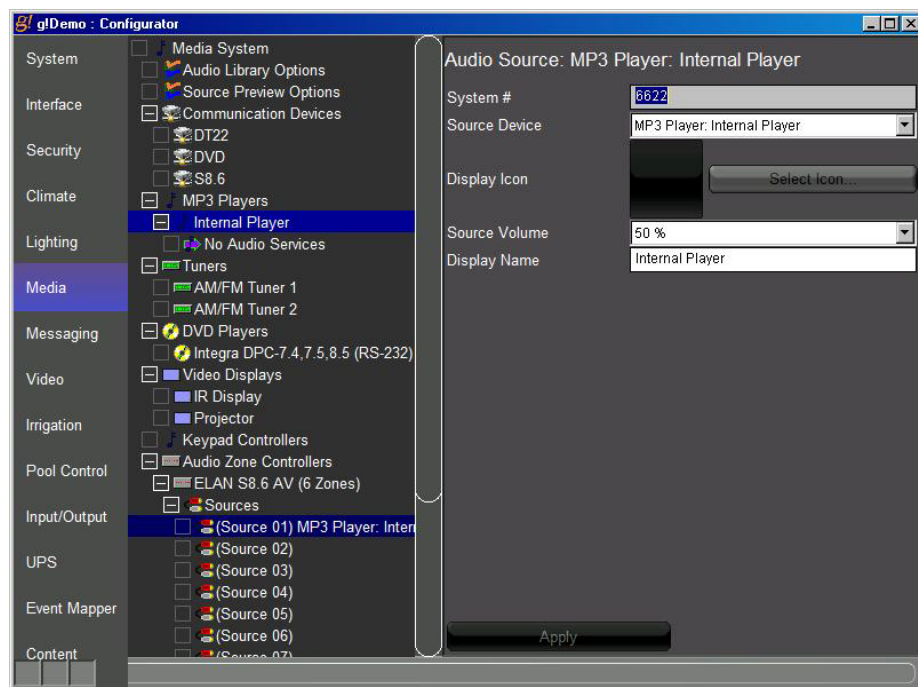 g! g!Demo : Configurator
System
Interface
Security
Climate
Lighting
Media
Messaging
Video
Irrigation
Pool Control
Input/Output
UPS
Event Mapper
Content
Media System
Audio Library Options
Source Preview Options
Communication Devices
DT22
DVD
S8.6
MP3 Players
Internal Player
No Audio Services
Tuners
AM/FM Tuner 1
AM/FM Tuner 2
DVD Players
Integra DPC-7.4,7.5,8.5 (RS-232)
Video Displays
IR Display
Projector
Keypad Controllers
Audio Zone Controllers
ELAN S8.6 AV (6 Zones)
Sources
(Source 01) MP3 Player: Intern
(Source 02)
(Source 03)
(Source 04)
(Source 05)
(Source 06)
(Source 07)
Audio Source: MP3 Player: Internal Player
System # 6622
Source Device MP3 Player: Internal Player
Display Icon Select Icon...
Source Volume 50 %
Display Name Internal Player
Apply